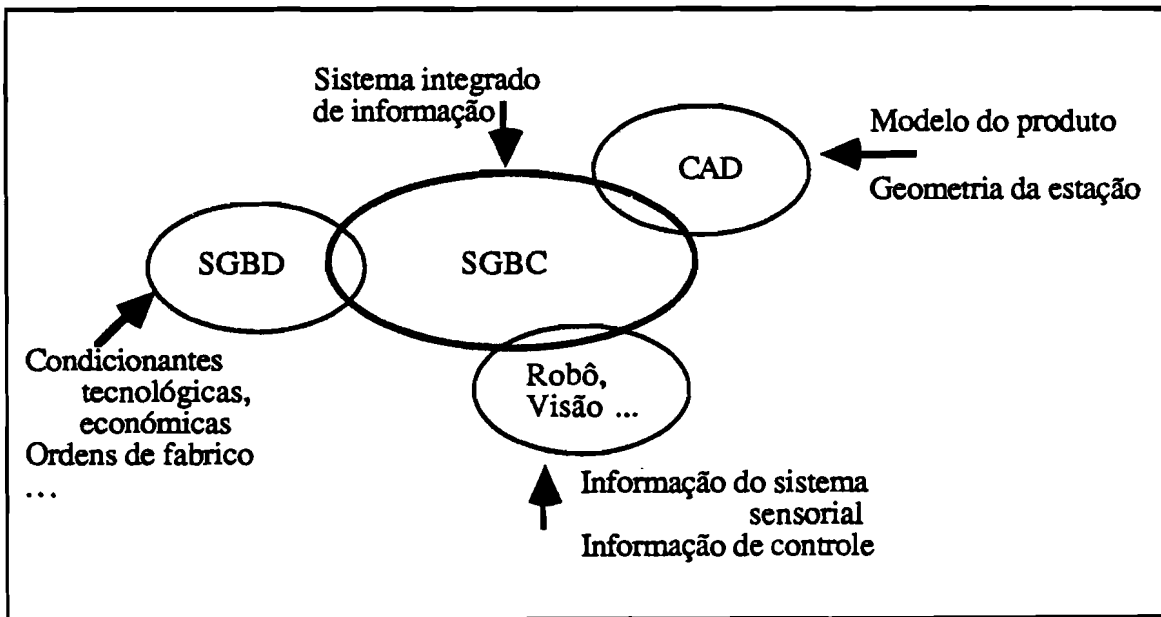 Sistema integrado
de informação
CAD
Modelo do produto
Geometria da estação
SGBD
SGBC
Condicionantes
tecnológicas,
económicas
Ordens de fabrico
...
Robô,
Visão ...
Informação do sistema
sensorial
Informação de controle